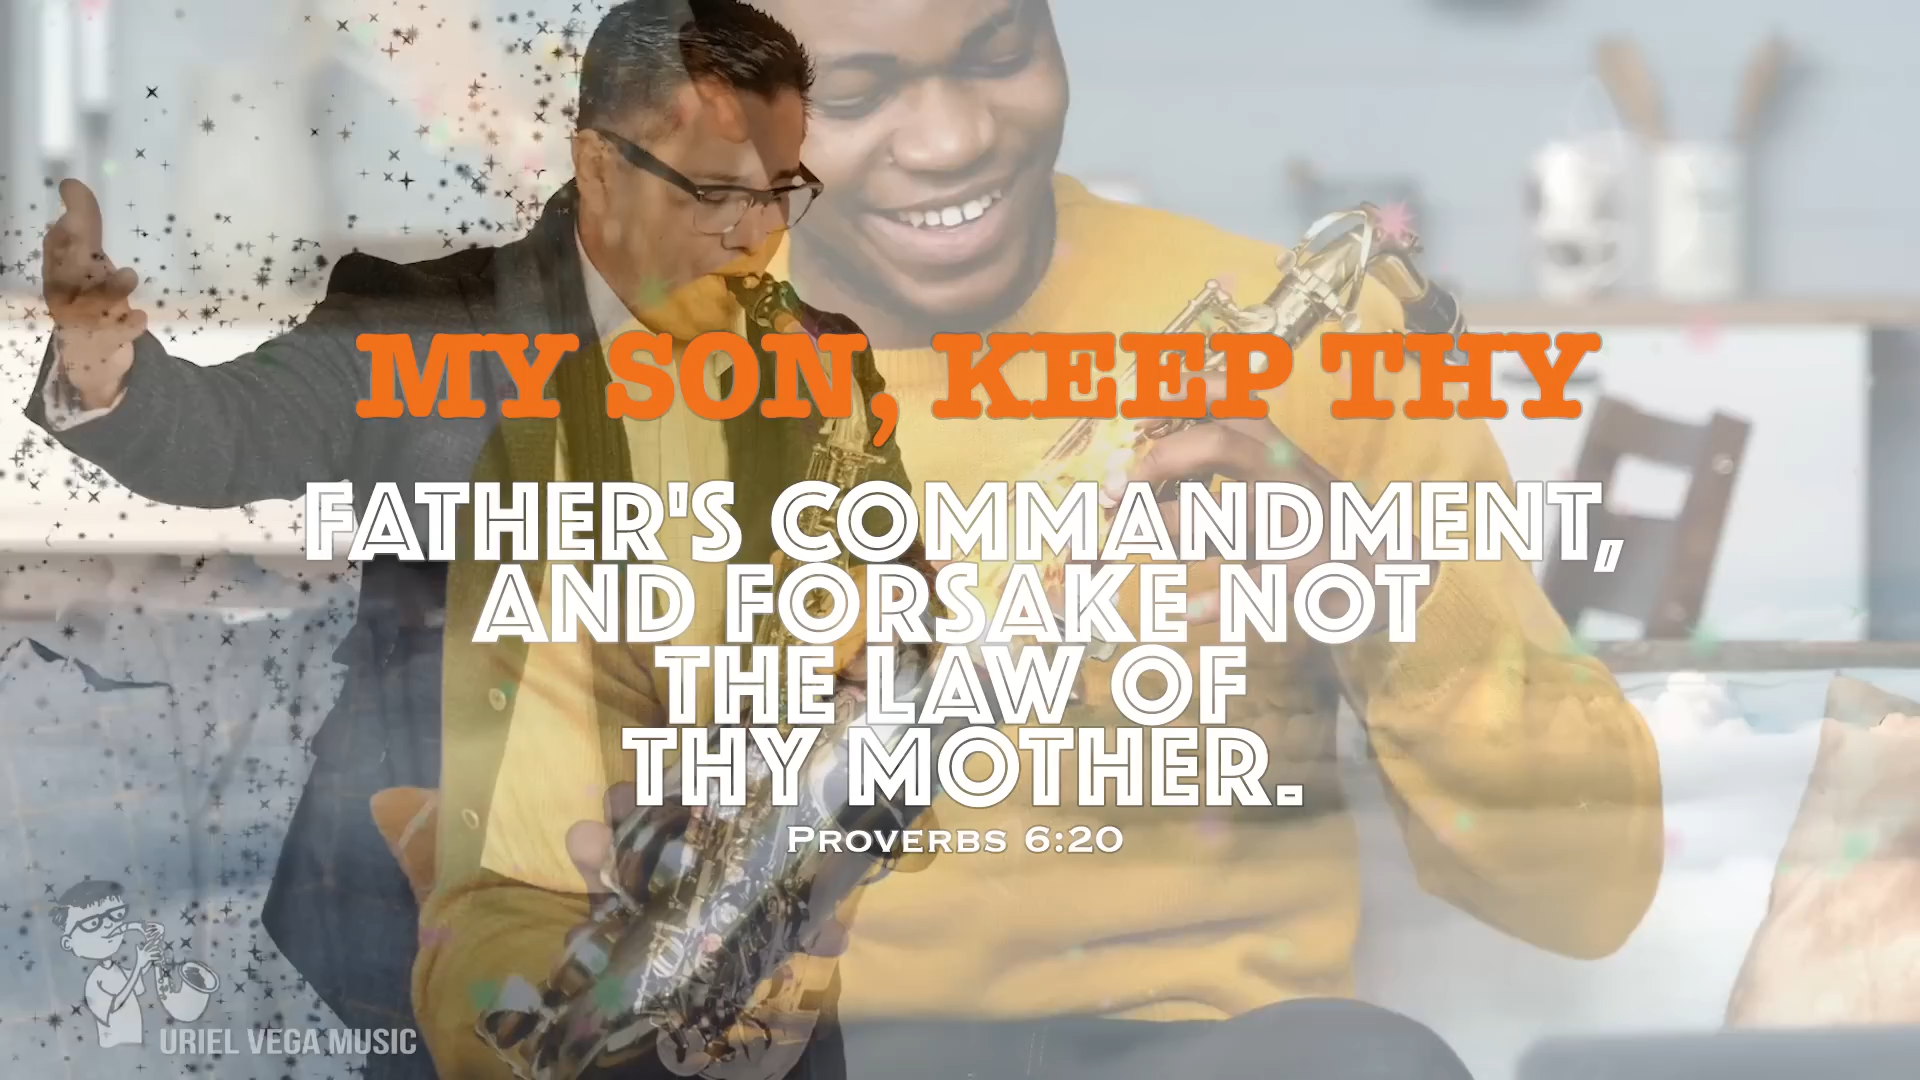 MY SON, KEEP THY
FATHER'S COMMANDMENT,
AND FORSAKE NOT
THE LAW OF
THY MOTHER.
PROVERBS 6:20
URIEL VEGA MUSIC